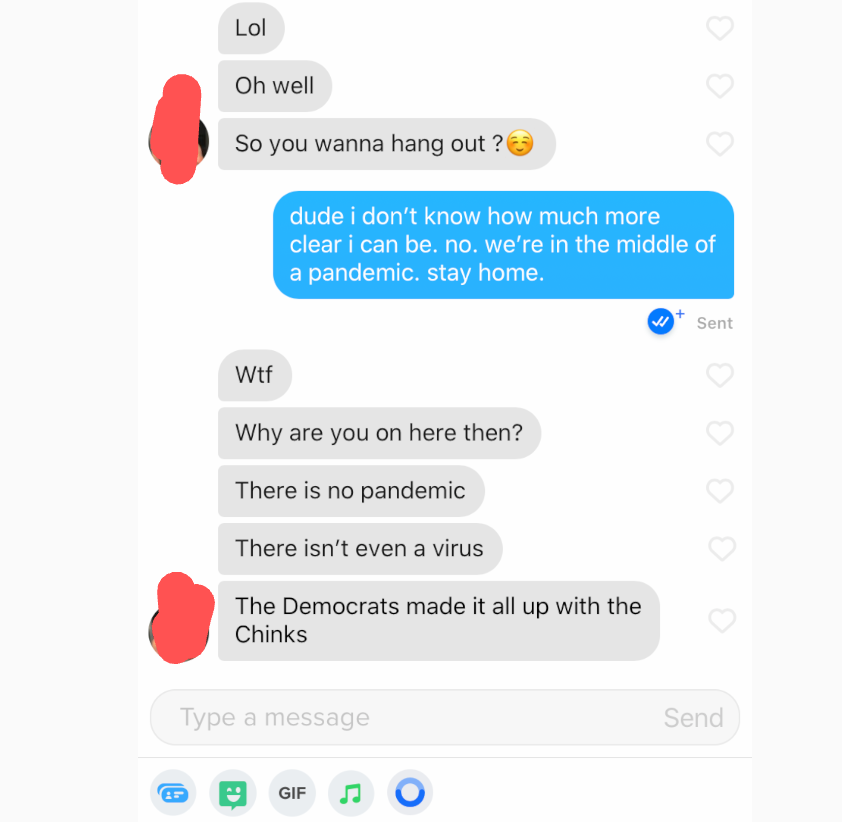 Lol
Oh well
So you wanna hang out ?☺️
dude i don’t know how much more
clear i can be. no. we’re in the middle of
a pandemic. stay home.
Sent
Wtf
Why are you on here then?
There is no pandemic
There isn’t even a virus
The Democrats made it all up with the
Chinks
Type a message
Send
GIF